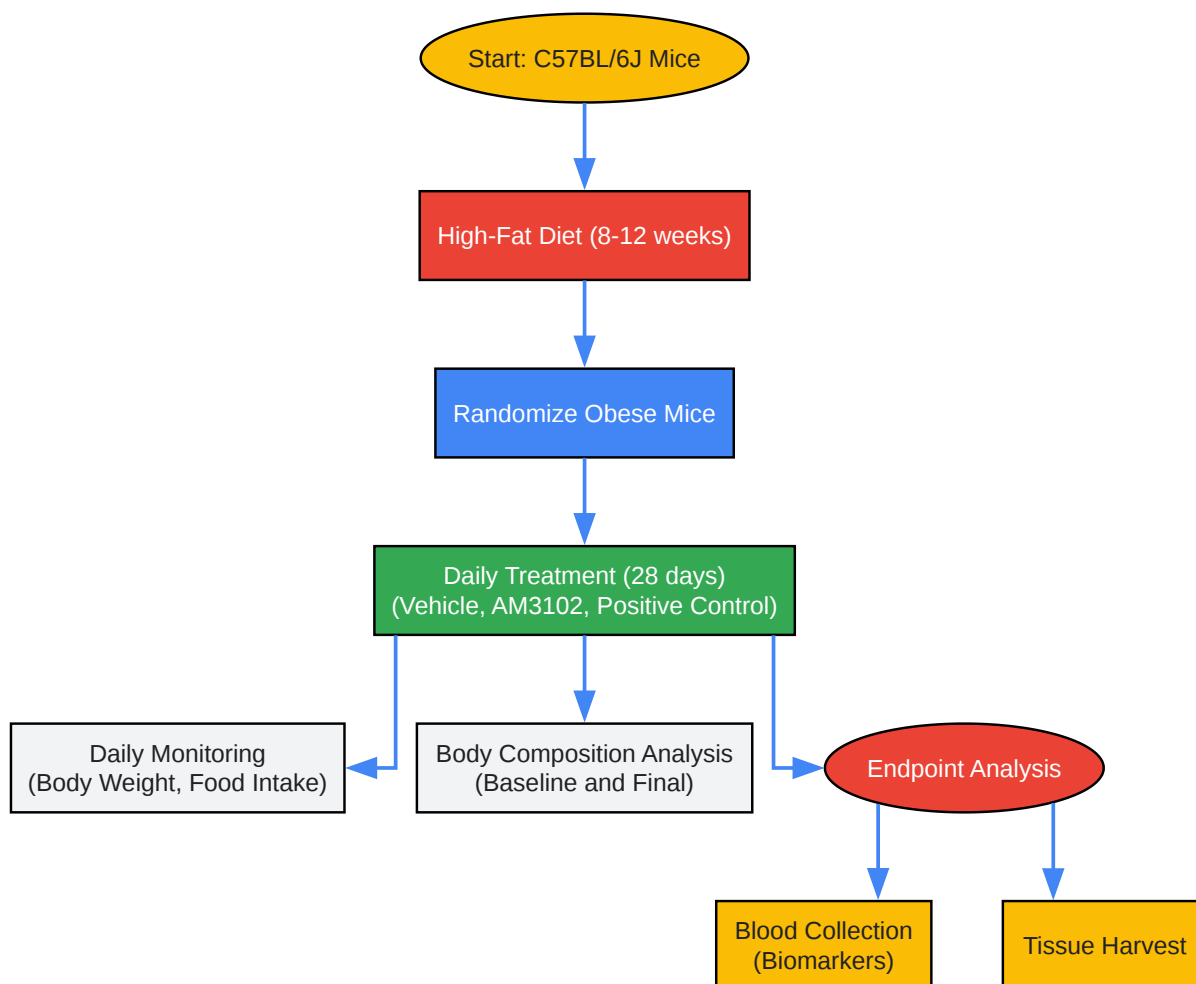 Start: C57BL/6J Mice
High-Fat Diet (8-12 weeks)
Randomize Obese Mice
Daily Treatment (28 days)
(Vehicle, AM3102, Positive Control)
Daily Monitoring
(Body Weight, Food Intake)
Body Composition Analysis
(Baseline and Final)
Endpoint Analysis
Blood Collection
(Biomarkers)
Tissue Harvest